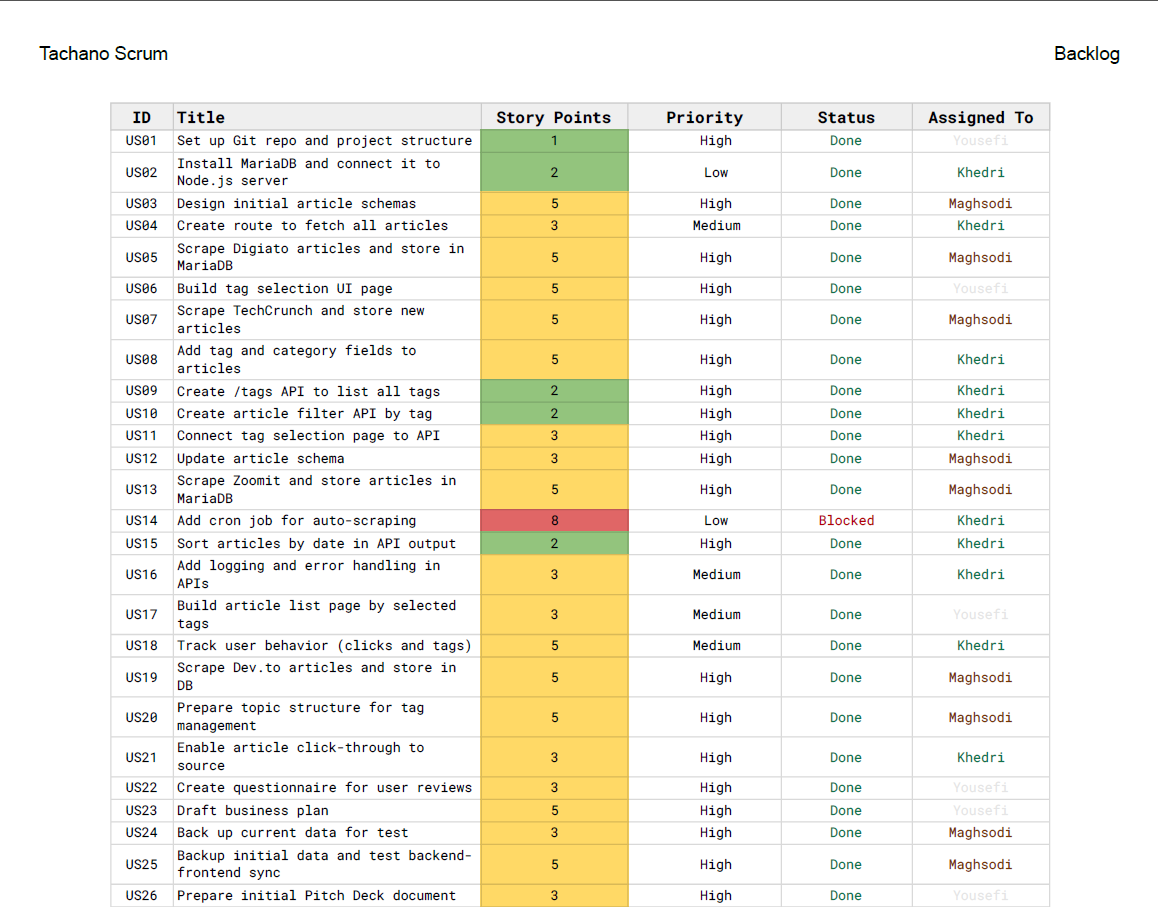 Tachano Scrum
Backlog
ID Title Story Points Priority Status Assigned To
US01 Set up Git repo and project structure 1 High Done Yousefi
US02 Install MariaDB and connect it to
Node.js server 2 Low Done Khedri
US03 Design initial article schemas 5 High Done Maghsodi
US04 Create route to fetch all articles 3 Medium Done Khedri
US05 Scrape Digiato articles and store in
MariaDB 5 High Done Maghsodi
US06 Build tag selection UI page 5 High Done Yousefi
US07 Scrape TechCrunch and store new
articles 5 High Done Maghsodi
US08 Add tag and category fields to
articles 5 High Done Khedri
US09 Create /tags API to list all tags 2 High Done Khedri
US10 Create article filter API by tag 2 High Done Khedri
US11 Connect tag selection page to API 3 High Done Khedri
US12 Update article schema 3 High Done Maghsodi
US13 Scrape Zoomit and store articles in
MariaDB 5 High Done Maghsodi
US14 Add cron job for auto-scraping 8 Low Blocked Khedri
US15 Sort articles by date in API output 2 High Done Khedri
US16 Add logging and error handling in
APIs 3 Medium Done Khedri
US17 Build article list page by selected
tags 3 Medium Done Yousefi
US18 Track user behavior (clicks and tags) 5 Medium Done Khedri
US19 Scrape Dev.to articles and store in
DB 5 High Done Maghsodi
US20 Prepare topic structure for tag
management 5 High Done Maghsodi
US21 Enable article click-through to
source 3 High Done Khedri
US22 Create questionnaire for user reviews 3 High Done Yousefi
US23 Draft business plan 5 High Done Yousefi
US24 Back up current data for test 3 High Done Maghsodi
US25 Backup initial data and test backend-
frontend sync 5 High Done Maghsodi
US26 Prepare initial Pitch Deck document 3 High Done Yousefi